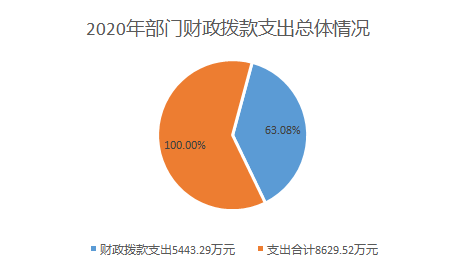 2020年部门财政拨款支出总体情况
63.08%
100.00%
财政拨款支出5443.29万元
支出合计8629.52万元